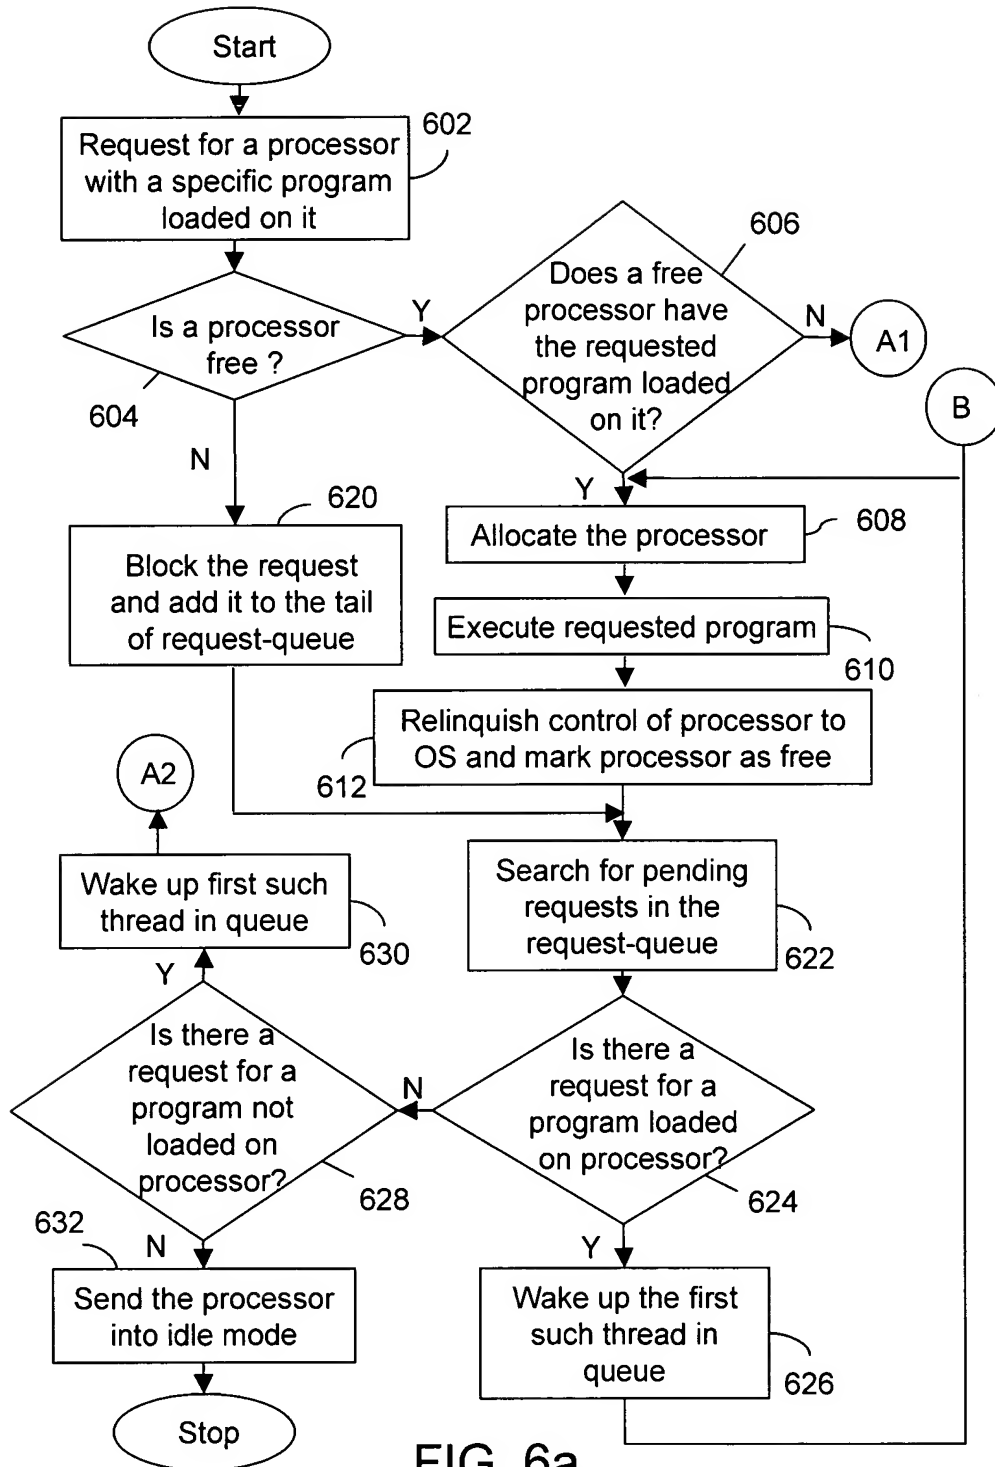 Start
602
Request for a processor
with a specific program
loaded on it
606
Does a free
processor have
the requested
program loaded
on it?
Is a processor
free ?
Y
N
A1
604
B
N
Y
620
608
Allocate the processor
Block the request
and add it to the tail
of request-queue
Execute requested program
610
Relinquish control of processor to
OS and mark processor as free
612
A2
Search for pending
requests in the
request-queue
622
Wake up first such
thread in queue
630
Y
Is there a
request for a
program not
loaded on
processor?
N
Is there a
request for a
program loaded
on processor?
628
624
632
N
Y
Send the processor
into idle mode
Wake up the first
such thread in
queue
626
Stop
FIG. 6a